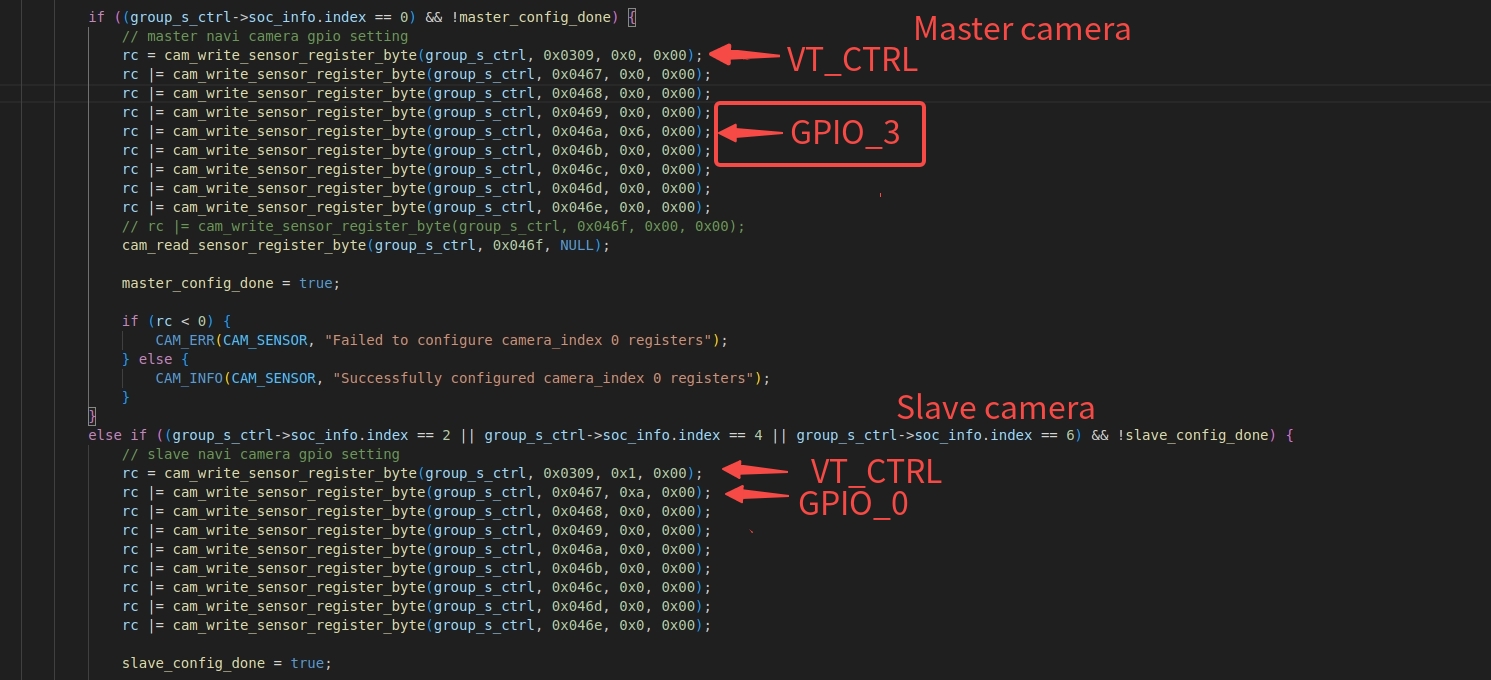 if ((group_s_ctrl->soc_info.index == 0) && !master_config_done) {
Master camera
// master navi camera gpio setting
rc = cam_write_sensor_register_byte(group_s_ctrl, 0x0309, 0x0, 0x00);
VT_CTRL
rc |= cam_write_sensor_register_byte(group_s_ctrl, 0x0467, 0x0, 0x00);
rc |= cam_write_sensor_register_byte(group_s_ctrl, 0x0468, 0x0, 0x00);
rc |= cam_write_sensor_register_byte(group_s_ctrl, 0x0469, 0x0, 0x00);
rc |= cam_write_sensor_register_byte(group_s_ctrl, 0x046a, 0x6, 0x00);
GPIO_3
rc |= cam_write_sensor_register_byte(group_s_ctrl, 0x046b, 0x0, 0x00);
rc |= cam_write_sensor_register_byte(group_s_ctrl, 0x046c, 0x0, 0x00);
rc |= cam_write_sensor_register_byte(group_s_ctrl, 0x046d, 0x0, 0x00);
rc |= cam_write_sensor_register_byte(group_s_ctrl, 0x046e, 0x0, 0x00);
// rc |= cam_write_sensor_register_byte(group_s_ctrl, 0x046f, 0x00, 0x00);
cam_read_sensor_register_byte(group_s_ctrl, 0x046f, NULL);
master_config_done = true;
if (rc < 0) {
CAM_ERR(CAM_SENSOR, "Failed to configure camera_index 0 registers");
} else {
CAM_INFO(CAM_SENSOR, "Successfully configured camera_index 0 registers");
}
}
Slave camera
else if ((group_s_ctrl->soc_info.index == 2 || group_s_ctrl->soc_info.index == 4 || group_s_ctrl->soc_info.index == 6) && !slave_config_done) {
// slave navi camera gpio setting
rc = cam_write_sensor_register_byte(group_s_ctrl, 0x0309, 0x1, 0x00);
VT_CTRL
rc |= cam_write_sensor_register_byte(group_s_ctrl, 0x0467, 0xa, 0x00);
GPIO_0
rc |= cam_write_sensor_register_byte(group_s_ctrl, 0x0468, 0x0, 0x00);
rc |= cam_write_sensor_register_byte(group_s_ctrl, 0x0469, 0x0, 0x00);
rc |= cam_write_sensor_register_byte(group_s_ctrl, 0x046a, 0x0, 0x00);
rc |= cam_write_sensor_register_byte(group_s_ctrl, 0x046b, 0x0, 0x00);
rc |= cam_write_sensor_register_byte(group_s_ctrl, 0x046c, 0x0, 0x00);
rc |= cam_write_sensor_register_byte(group_s_ctrl, 0x046d, 0x0, 0x00);
rc |= cam_write_sensor_register_byte(group_s_ctrl, 0x046e, 0x0, 0x00);
slave_config_done = true;